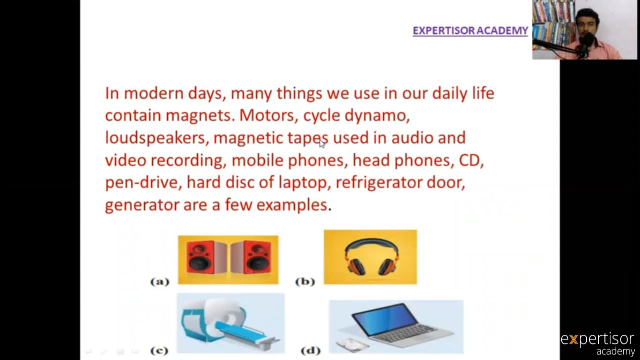 EXPERTISOR ACADEMY
In modern days, many things we use in our daily life
contain magnets. Motors, cycle dynamo,
loudspeakers, magnetic tapes used in audio and
video recording, mobile phones, head phones, CD,
pen-drive, hard disc of laptop, refrigerator door,
generator are a few examples.
(a)
(b)
(c)
(d)
expertisor
academy